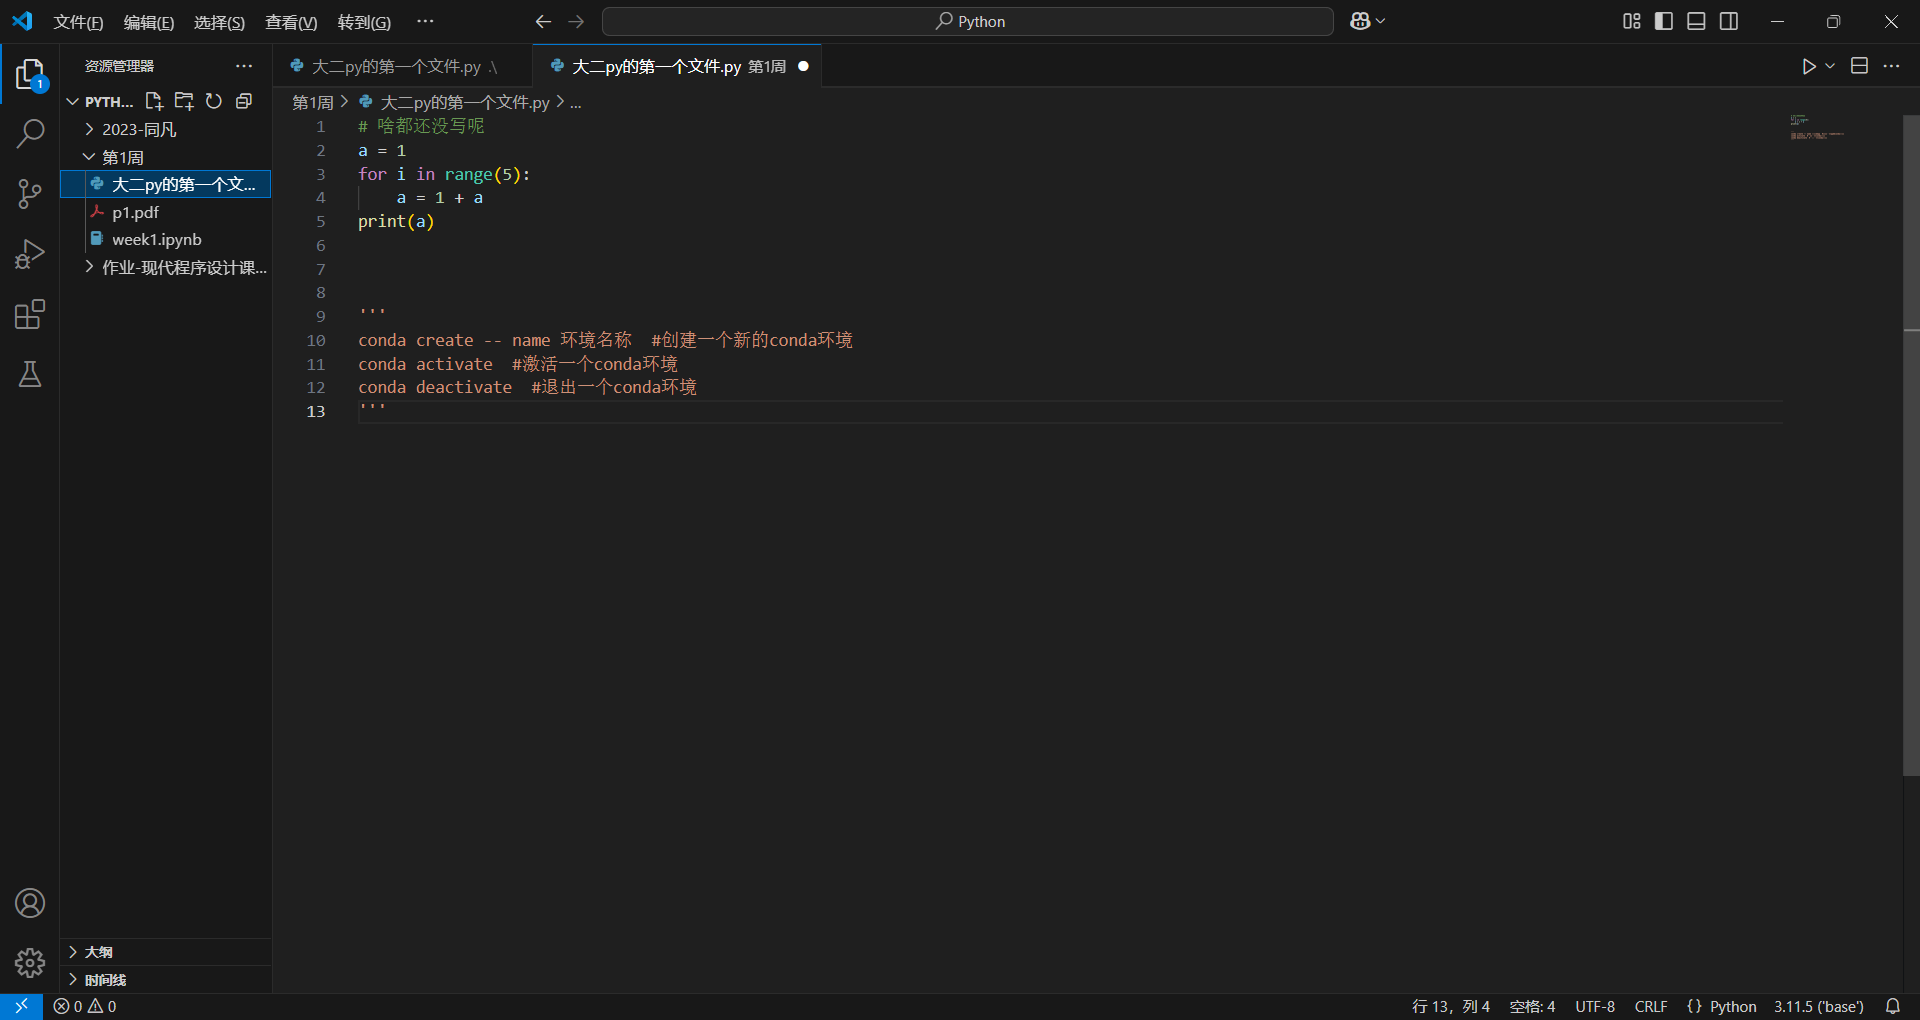 文件(F) 编辑(E) 选择(S) 查看(V) 转到(G) ··· Python
资源管理器 ···
大二py的第一个文件.py .\ 大二py的第一个文件.py 第1周
PYTH...
第1周 > 大二py的第一个文件.py > ...
2023-同凡
第1周
大二py的第一个文...
p1.pdf
week1.ipynb
作业-现代程序设计课...
1 # 啥都还没写呢
2 a = 1
3 for i in range(5):
4 a = 1 + a
5 print(a)
6
7
8
9 '''
10 conda create -- name 环境名称  #创建一个新的conda环境
11 conda activate  #激活一个conda环境
12 conda deactivate  #退出一个conda环境
13 '''
大纲
时间线
1
0 0 行 13，列 4 空格: 4 UTF-8 CRLF {} Python 3.11.5 ('base')